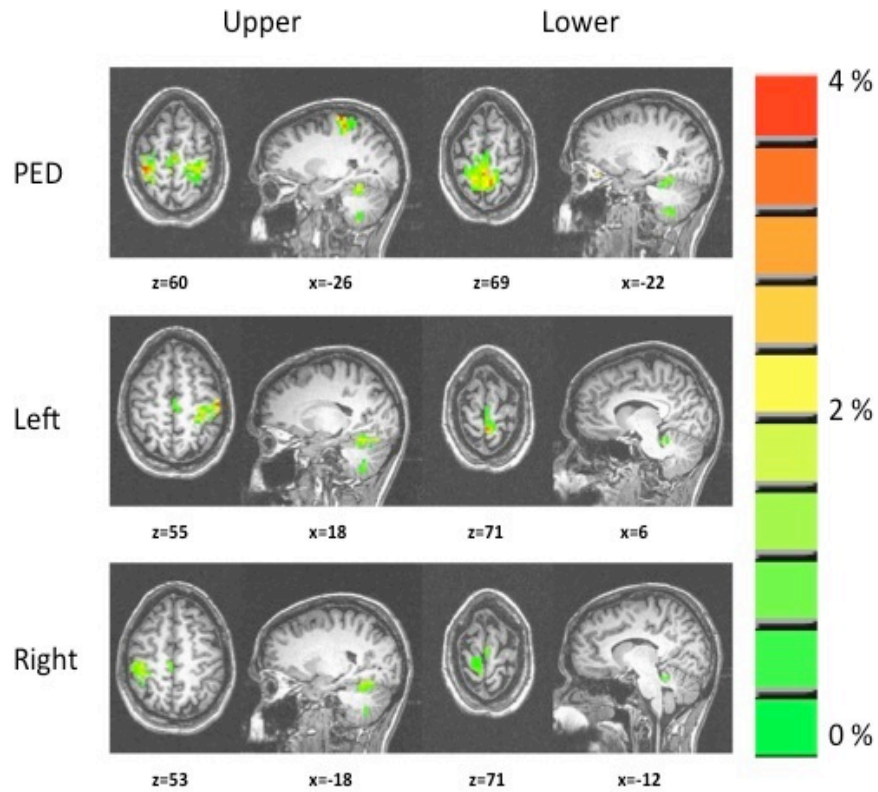 Upper Lower
4 %
PED
z=60 x=-26 z=69 x=-22
Left
2 %
z=55 x=18 z=71 x=6
Right
0 %
z=53 x=-18 z=71 x=-12